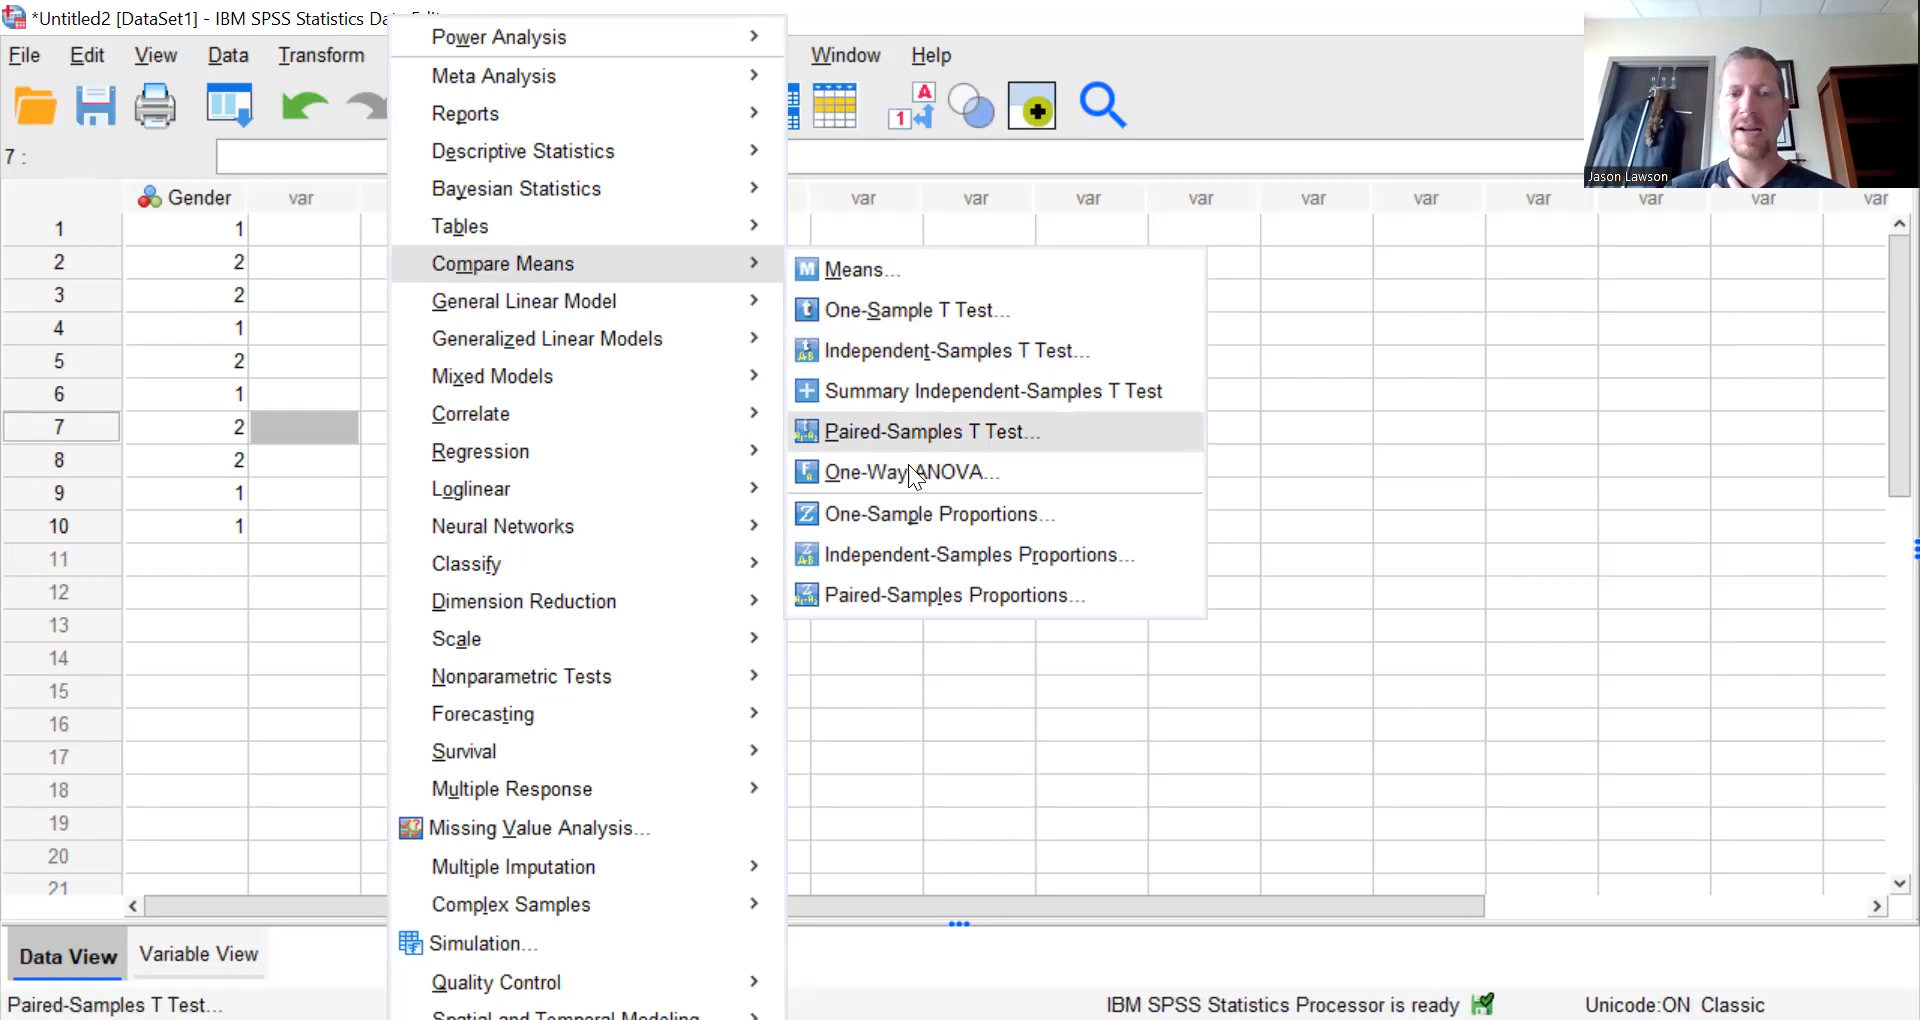 *Untitled2 [DataSet1] - IBM SPSS Statistics Da
File Edit View Data Transform Window Help
7 :
Jason Lawson
Gender var var var var var var var var var var var
1 1
2 2
3 2
4 1
5 2
6 1
7 2
8 2
9 1
10 1
11
12
13
14
15
16
17
18
19
20
21
Power Analysis
Meta Analysis
Reports
Descriptive Statistics
Bayesian Statistics
Tables
Compare Means
General Linear Model
Generalized Linear Models
Mixed Models
Correlate
Regression
Loglinear
Neural Networks
Classify
Dimension Reduction
Scale
Nonparametric Tests
Forecasting
Survival
Multiple Response
Missing Value Analysis...
Multiple Imputation
Complex Samples
Simulation...
Quality Control
Spatial and Temporal Modeling
Means...
One-Sample T Test...
Independent-Samples T Test...
Summary Independent-Samples T Test
Paired-Samples T Test...
One-Way ANOVA...
One-Sample Proportions...
Independent-Samples Proportions...
Paired-Samples Proportions...
Data View Variable View
Paired-Samples T Test... IBM SPSS Statistics Processor is ready Unicode:ON Classic